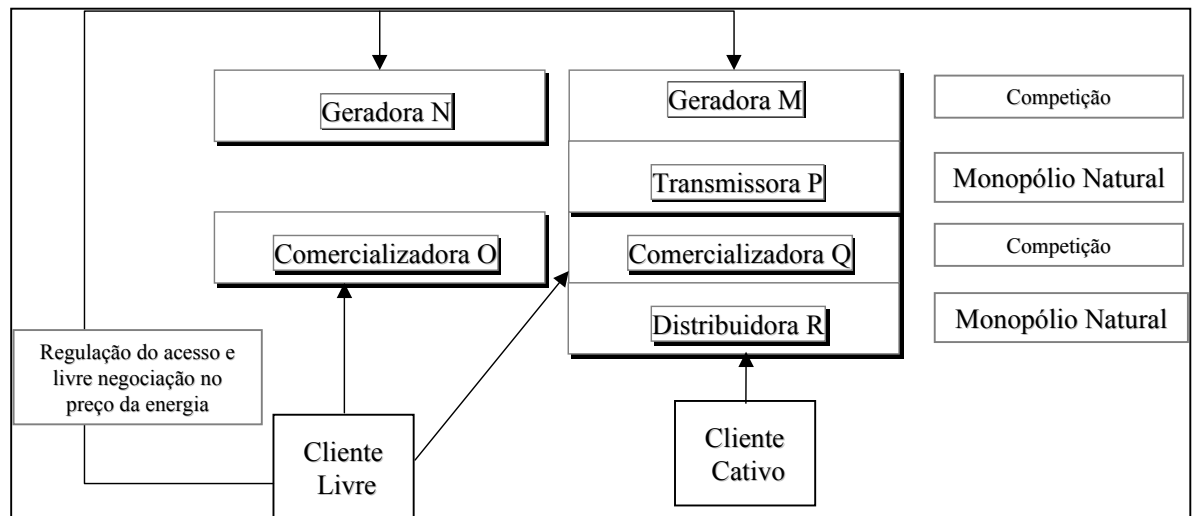 Geradora N
Geradora M
Competição
Transmissora P
Monopólio Natural
Comercializadora O
Comercializadora Q
Competição
Distribuidora R
Monopólio Natural
Regulação do acesso e
livre negociação no
preço da energia
Cliente
Livre
Cliente
Cativo